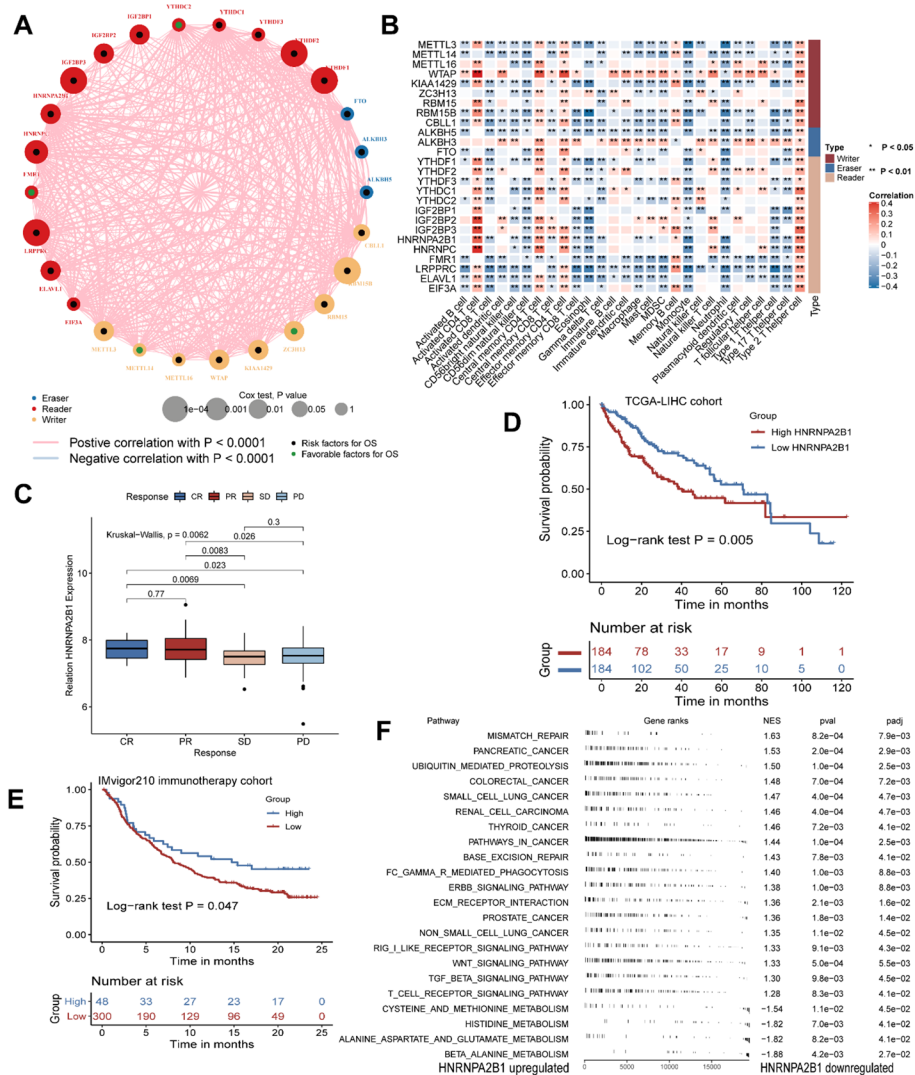 A
YTHDC2
YTHDC1
YTHDF3
YTHDF2
YTHDF1
IGF2BP1
IGF2BP2
IGF2BP3
HNRNPA2B1
HNRNPC
FMR1
LRPPRC
ELAVL1
EIF3A
METTL3
METTL14
METTL16
WTAP
KIAA1429
ZC3H13
RBM15
RBM15B
CBLL1
ALKBH5
ALKBH3
FTO
Eraser
Reader
Writer
Cox test, P value
1e-04 0.001 0.01 0.05 1
Postive correlation with P < 0.0001
Negative correlation with P < 0.0001
Risk factors for OS
Favorable factors for OS
B
METTL3
METTL14
METTL16
WTAP
KIAA1429
ZC3H13
RBM15
RBM15B
CBLL1
ALKBH5
ALKBH3
FTO
YTHDF1
YTHDF2
YTHDF3
YTHDC1
YTHDC2
IGF2BP1
IGF2BP2
IGF2BP3
HNRNPA2B1
HNRNPC
FMR1
LRPPRC
ELAVL1
EIF3A
Activated B cell
Activated CD4 T cell
Activated CD8 T cell
Activated dendritic cell
CD56bright natural killer cell
CD56dim natural killer cell
Central memory CD4 T cell
Central memory CD8 T cell
Effector memory CD4 T cell
Effector memory CD8 T cell
Eosinophil
Gamma delta T cell
Immature B cell
Immature dendritic cell
Macrophage
Mast cell
MDSC
Memory B cell
Monocyte
Natural killer cell
Natural killer T cell
Neutrophil
Plasmacytoid dendritic cell
Regulatory T cell
T follicular helper cell
Type 1 T helper cell
Type 17 T helper cell
Type 2 T helper cell
Type
Type
Writer
Eraser
Reader
* P < 0.05
** P < 0.01
Correlation
0.4
0.3
0.2
0.1
0
-0.1
-0.2
-0.3
-0.4
C
Response CR PR SD PD
Kruskal-Wallis, p = 0.0062
0.3
0.026
0.0083
0.023
0.0069
0.77
Relation HNRNPA2B1 Expression
10
8
6
CR PR SD PD
Response
D
TCGA-LIHC cohort
Group
High HNRNPA2B1
Low HNRNPA2B1
Survival probability
1.00
0.75
0.50
0.25
0.00
Log-rank test P = 0.005
0 20 40 60 80 100 120
Time in months
Number at risk
Group
184 78 33 17 9 1 1
184 102 50 25 10 5 0
0 20 40 60 80 100 120
Time in months
E
IMvigor210 immunotherapy cohort
Group
High
Low
Survival probability
1.00
0.75
0.50
0.25
0.00
Log-rank test P = 0.047
0 5 10 15 20 25
Time in months
Number at risk
Group
High 48 33 27 23 17 0
Low 300 190 129 96 49 0
0 5 10 15 20 25
Time in months
F
Pathway Gene ranks NES pval padj
MISMATCH_REPAIR 1.63 8.2e-04 7.9e-03
PANCREATIC_CANCER 1.53 2.0e-04 2.9e-03
UBIQUITIN_MEDIATED_PROTEOLYSIS 1.50 1.0e-04 2.5e-03
COLORECTAL_CANCER 1.48 7.0e-04 7.2e-03
SMALL_CELL_LUNG_CANCER 1.47 4.0e-04 4.7e-03
RENAL_CELL_CARCINOMA 1.46 4.0e-04 4.7e-03
THYROID_CANCER 1.46 7.2e-03 4.1e-02
PATHWAYS_IN_CANCER 1.44 1.0e-04 2.5e-03
BASE_EXCISION_REPAIR 1.43 7.8e-03 4.1e-02
FC_GAMMA_R_MEDIATED_PHAGOCYTOSIS 1.40 1.0e-03 8.8e-03
ERBB_SIGNALING_PATHWAY 1.38 1.0e-03 8.8e-03
ECM_RECEPTOR_INTERACTION 1.36 2.1e-03 1.6e-02
PROSTATE_CANCER 1.36 1.8e-03 1.4e-02
NON_SMALL_CELL_LUNG_CANCER 1.35 1.1e-02 4.5e-02
RIG_I_LIKE_RECEPTOR_SIGNALING_PATHWAY 1.33 9.1e-03 4.3e-02
WNT_SIGNALING_PATHWAY 1.33 5.0e-04 5.5e-03
TGF_BETA_SIGNALING_PATHWAY 1.30 9.8e-03 4.5e-02
T_CELL_RECEPTOR_SIGNALING_PATHWAY 1.28 8.3e-03 4.1e-02
CYSTEINE_AND_METHIONINE_METABOLISM -1.54 1.1e-02 4.5e-02
HISTIDINE_METABOLISM -1.82 7.0e-03 4.1e-02
ALANINE_ASPARTATE_AND_GLUTAMATE_METABOLISM -1.82 8.2e-03 4.1e-02
BETA_ALANINE_METABOLISM -1.88 4.2e-03 2.7e-02
0 5000 10000 15000
HNRNPA2B1 upregulated HNRNPA2B1 downregulated